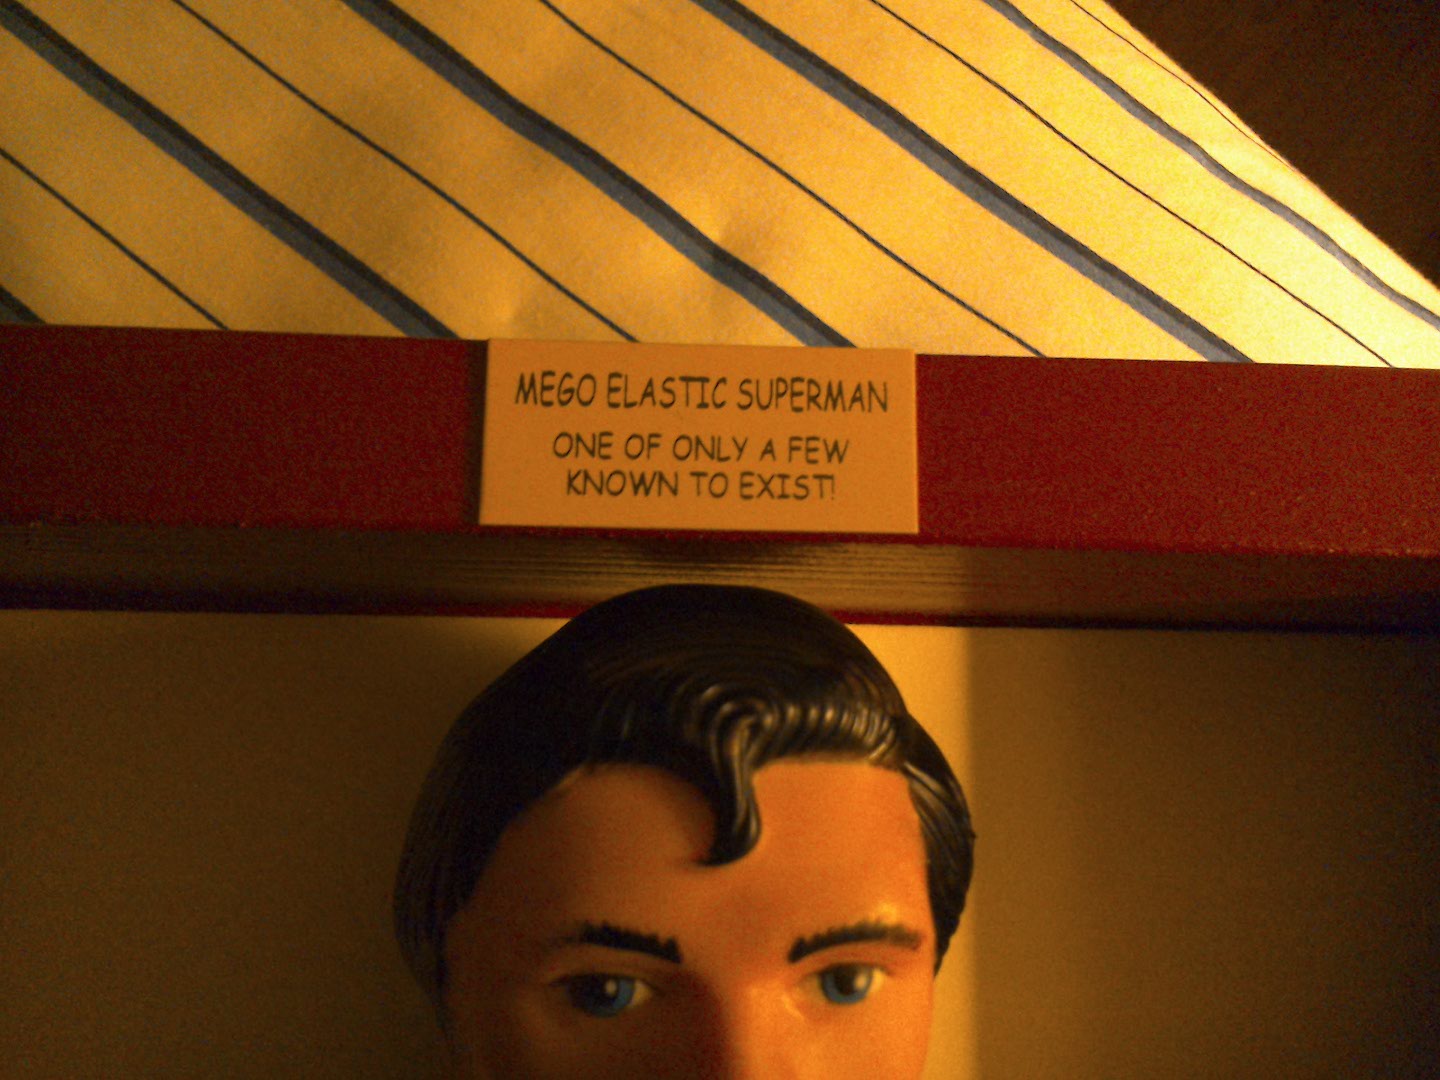 MEGO ELASTIC SUPERMAN
ONE OF ONLY A FEW
KNOWN TO EXIST!